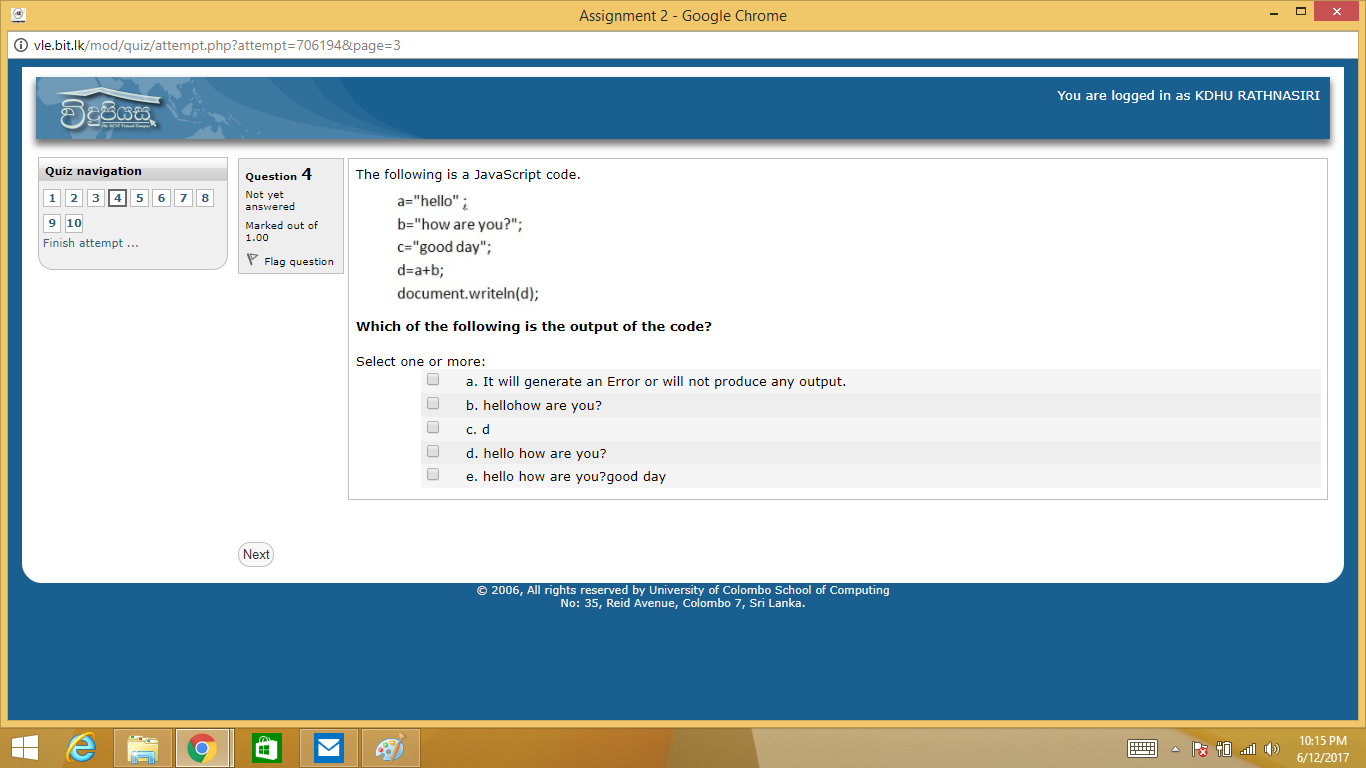 Assignment 2 - Google Chrome
vle.bit.lk/mod/quiz/attempt.php?attempt=706194&page=3
විදුපියස
The UCSC Virtual Campus
You are logged in as KDHU RATHNASIRI
Quiz navigation
1 2 3 4 5 6 7 8
9 10
Finish attempt ...
Question 4
Not yet
answered
Marked out of
1.00
Flag question
The following is a JavaScript code.
a="hello" ;
b="how are you?";
c="good day";
d=a+b;
document.writeln(d);
Which of the following is the output of the code?
Select one or more:
a. It will generate an Error or will not produce any output.
b. hellohow are you?
c. d
d. hello how are you?
e. hello how are you?good day
Next
© 2006, All rights reserved by University of Colombo School of Computing
No: 35, Reid Avenue, Colombo 7, Sri Lanka.
10:15 PM
6/12/2017